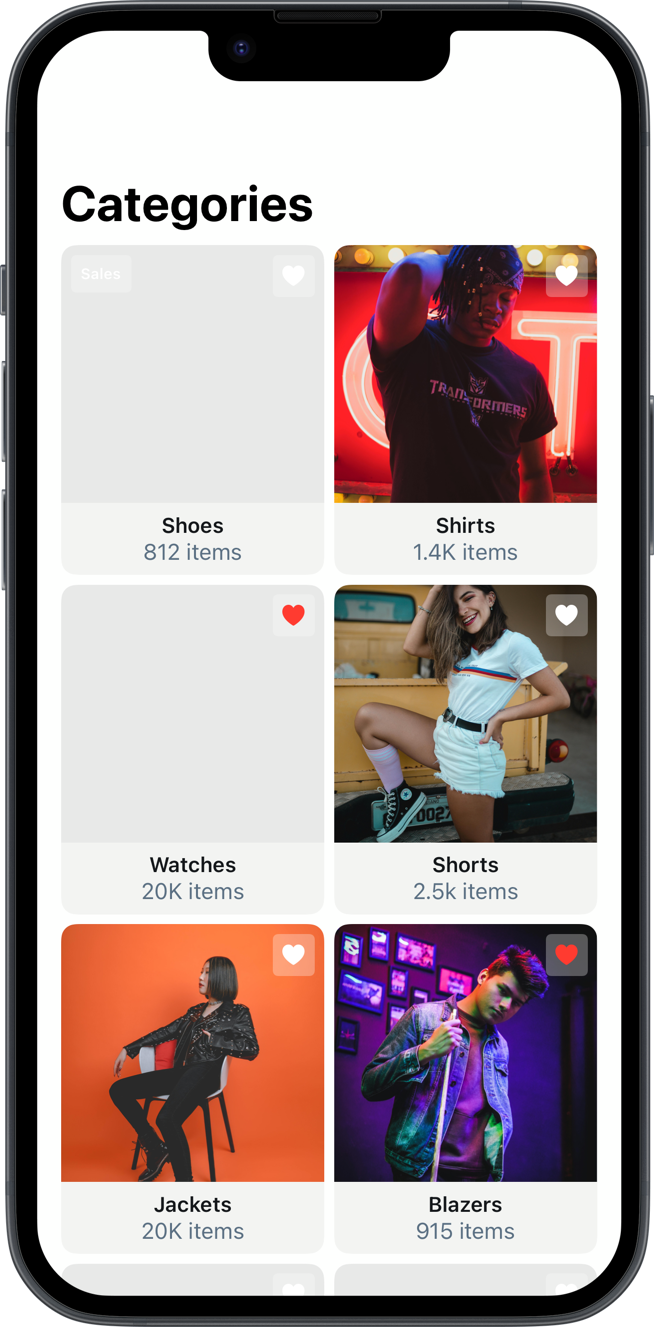 Categories
Sales
Shoes
812 items
TRANSFORMERS
Shirts
1.4K items
Watches
20K items
Shorts
2.5k items
Jackets
20K items
Blazers
915 items